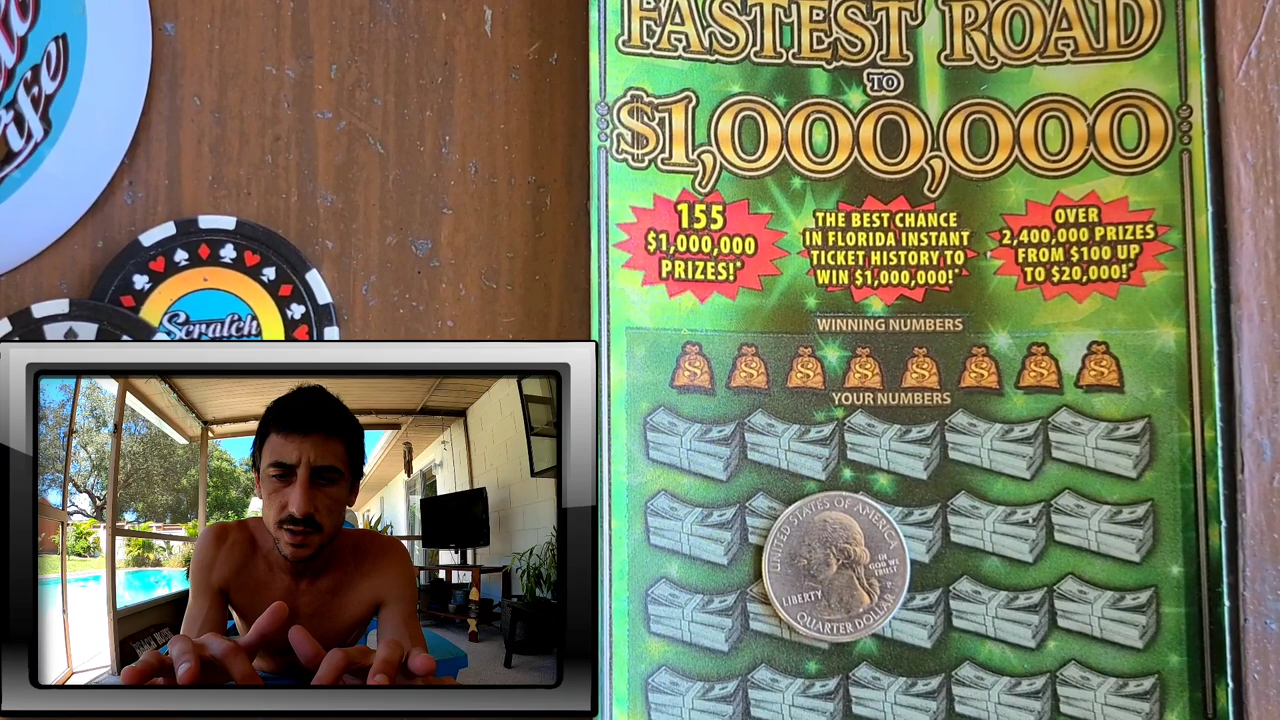 ife
Scratch
FASTEST ROAD
TO
$1,000,000
155
$1,000,000
PRIZES!*
THE BEST CHANCE
IN FLORIDA INSTANT
TICKET HISTORY TO
WIN $1,000,000!*
OVER
2,400,000 PRIZES
FROM $100 UP
TO $20,000!*
WINNING NUMBERS
YOUR NUMBERS
UNITED STATES OF AMERICA
IN
GOD WE
TRUST
LIBERTY
QUARTER DOLLAR